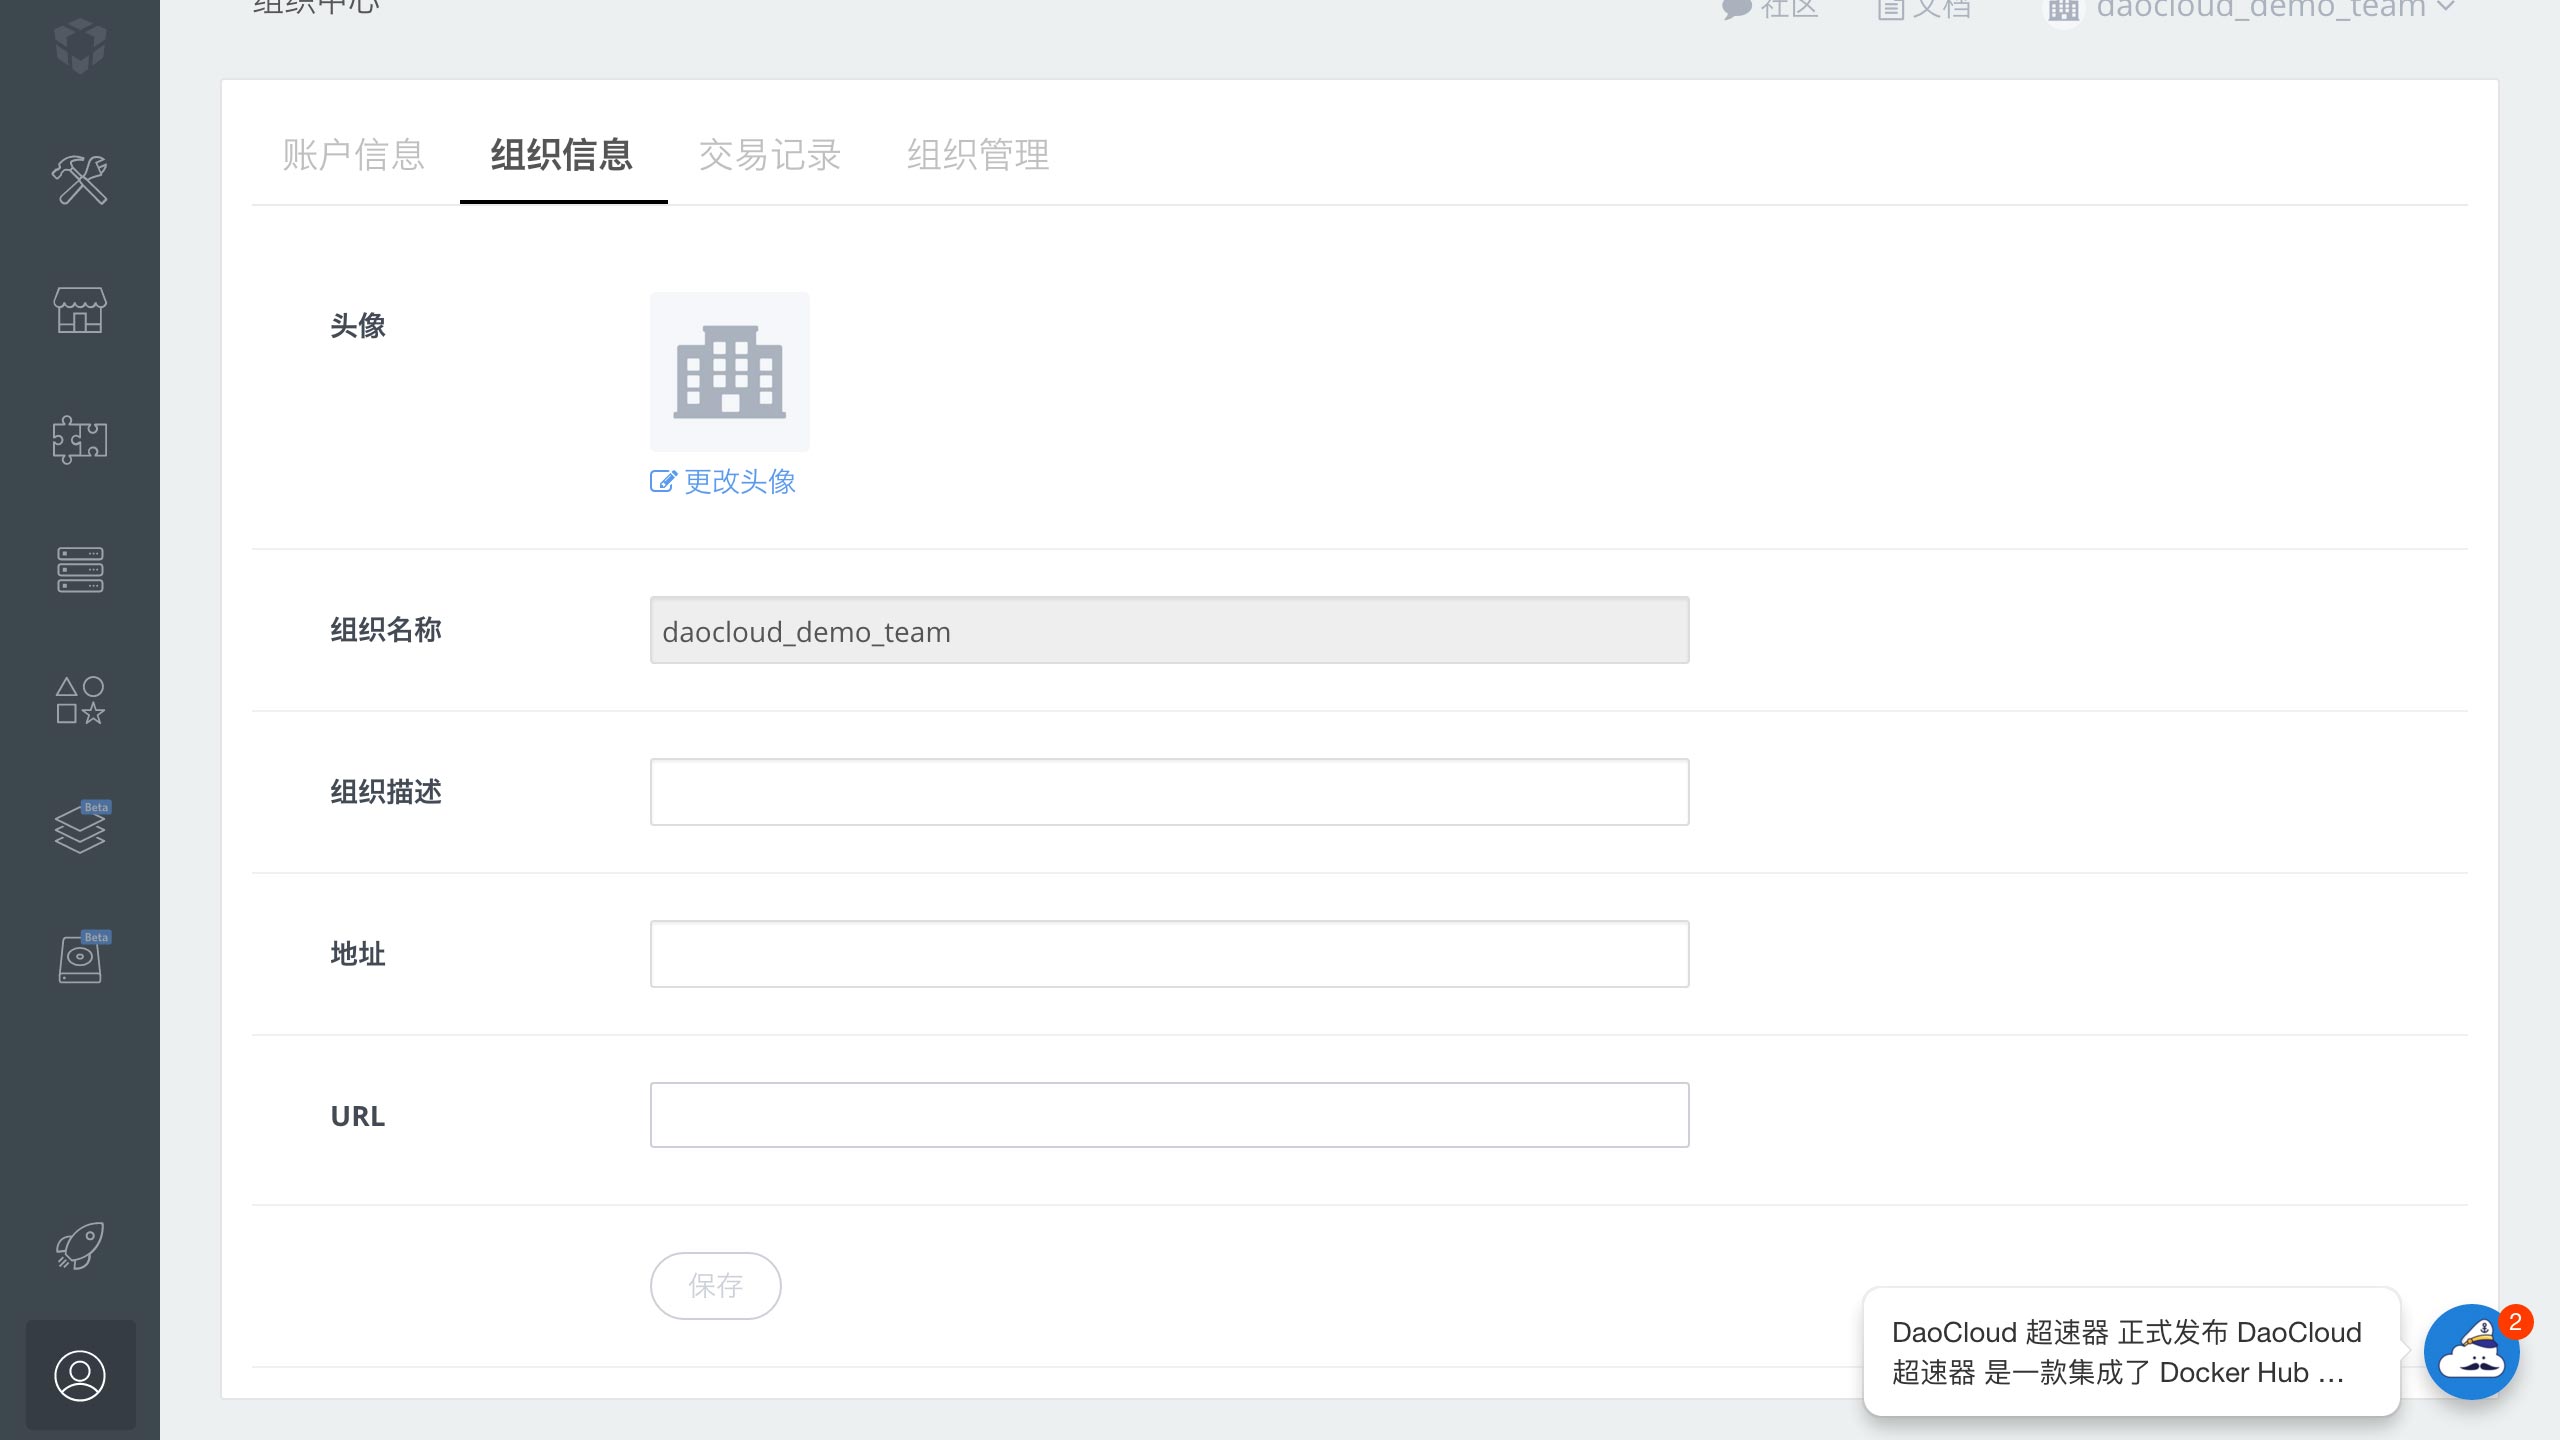 组织中心
社区
文档
daocloud_demo_team
账户信息
组织信息
交易记录
组织管理
头像
更改头像
组织名称
daocloud_demo_team
组织描述
地址
URL
保存
Beta
Beta
DaoCloud 超速器 正式发布 DaoCloud
超速器 是一款集成了 Docker Hub ...
2